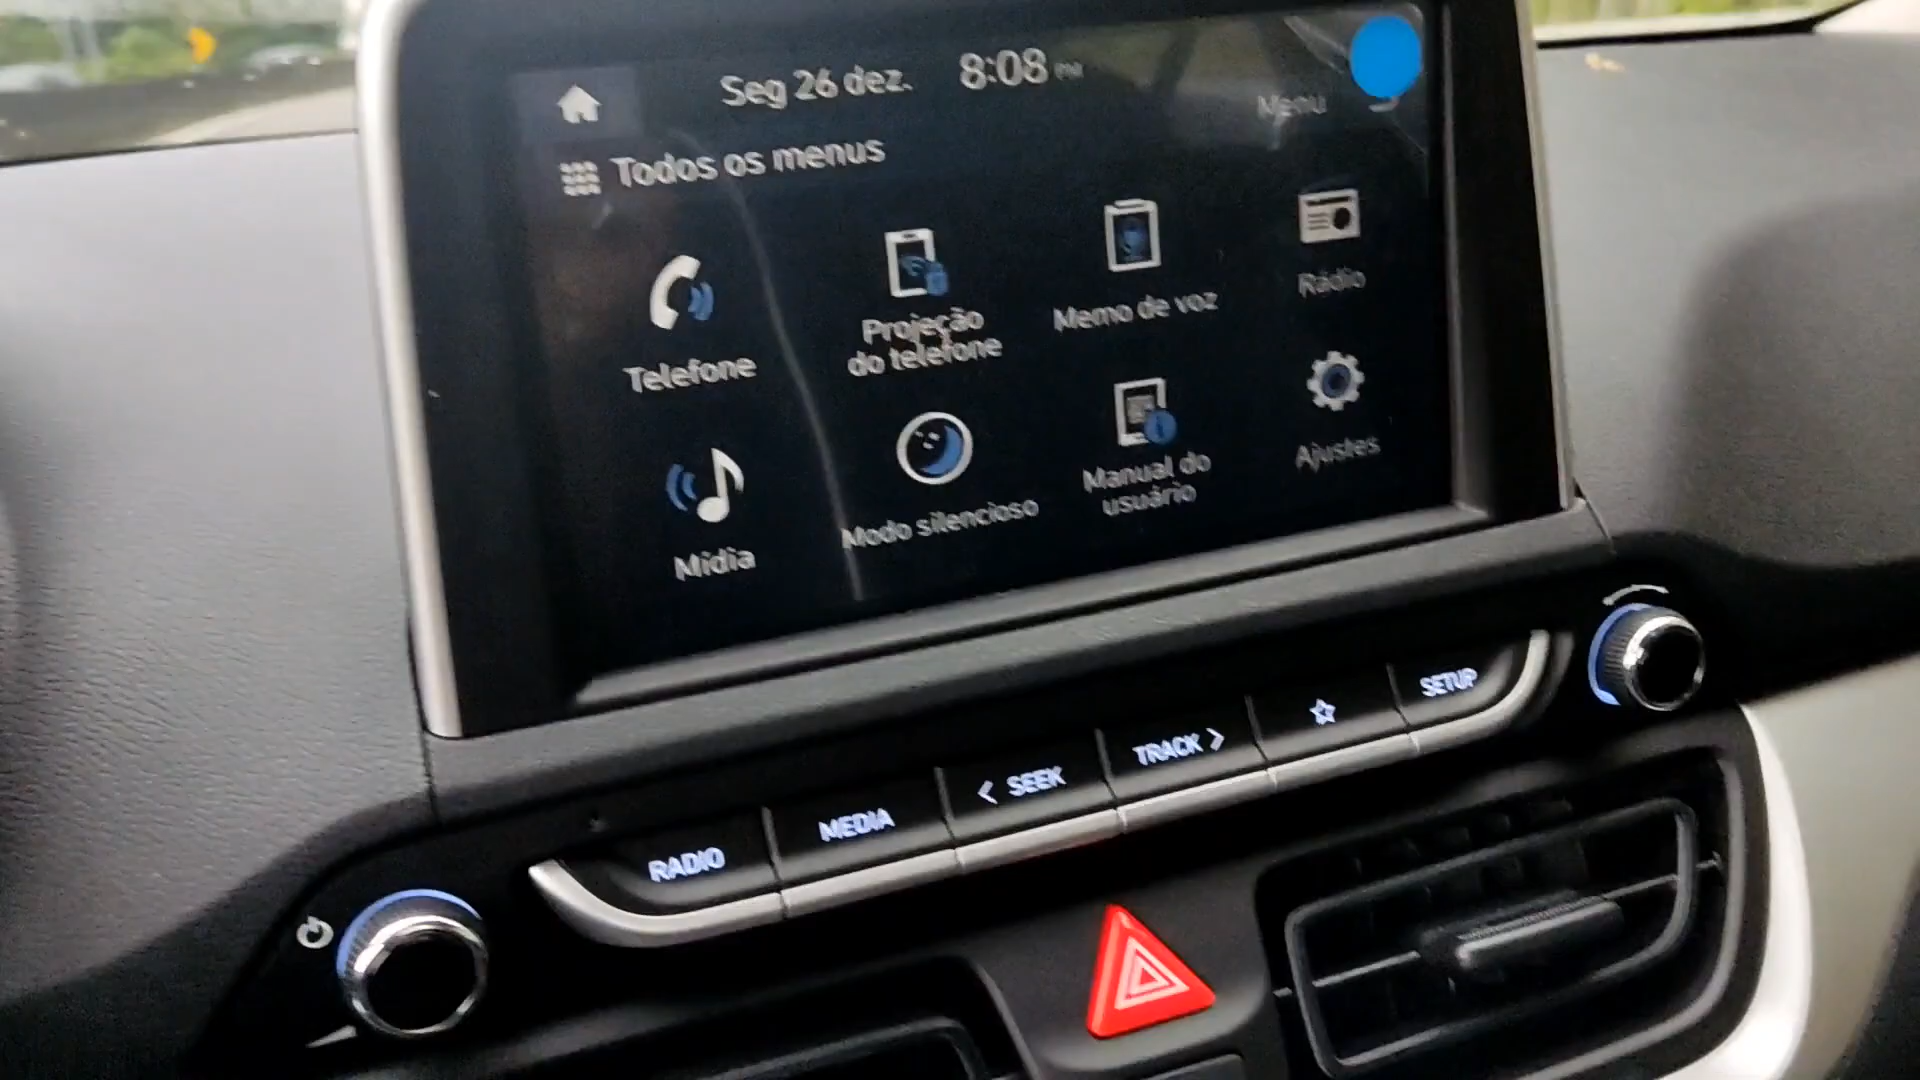 Seg 26 dez. 8:08 PM
Menu
Todos os menus
Telefone
Projeção
do telefone
Memo de voz
Rádio
Mídia
Modo silencioso
Manual do
usuário
Ajustes
RADIO
MEDIA
< SEEK
TRACK >
SETUP